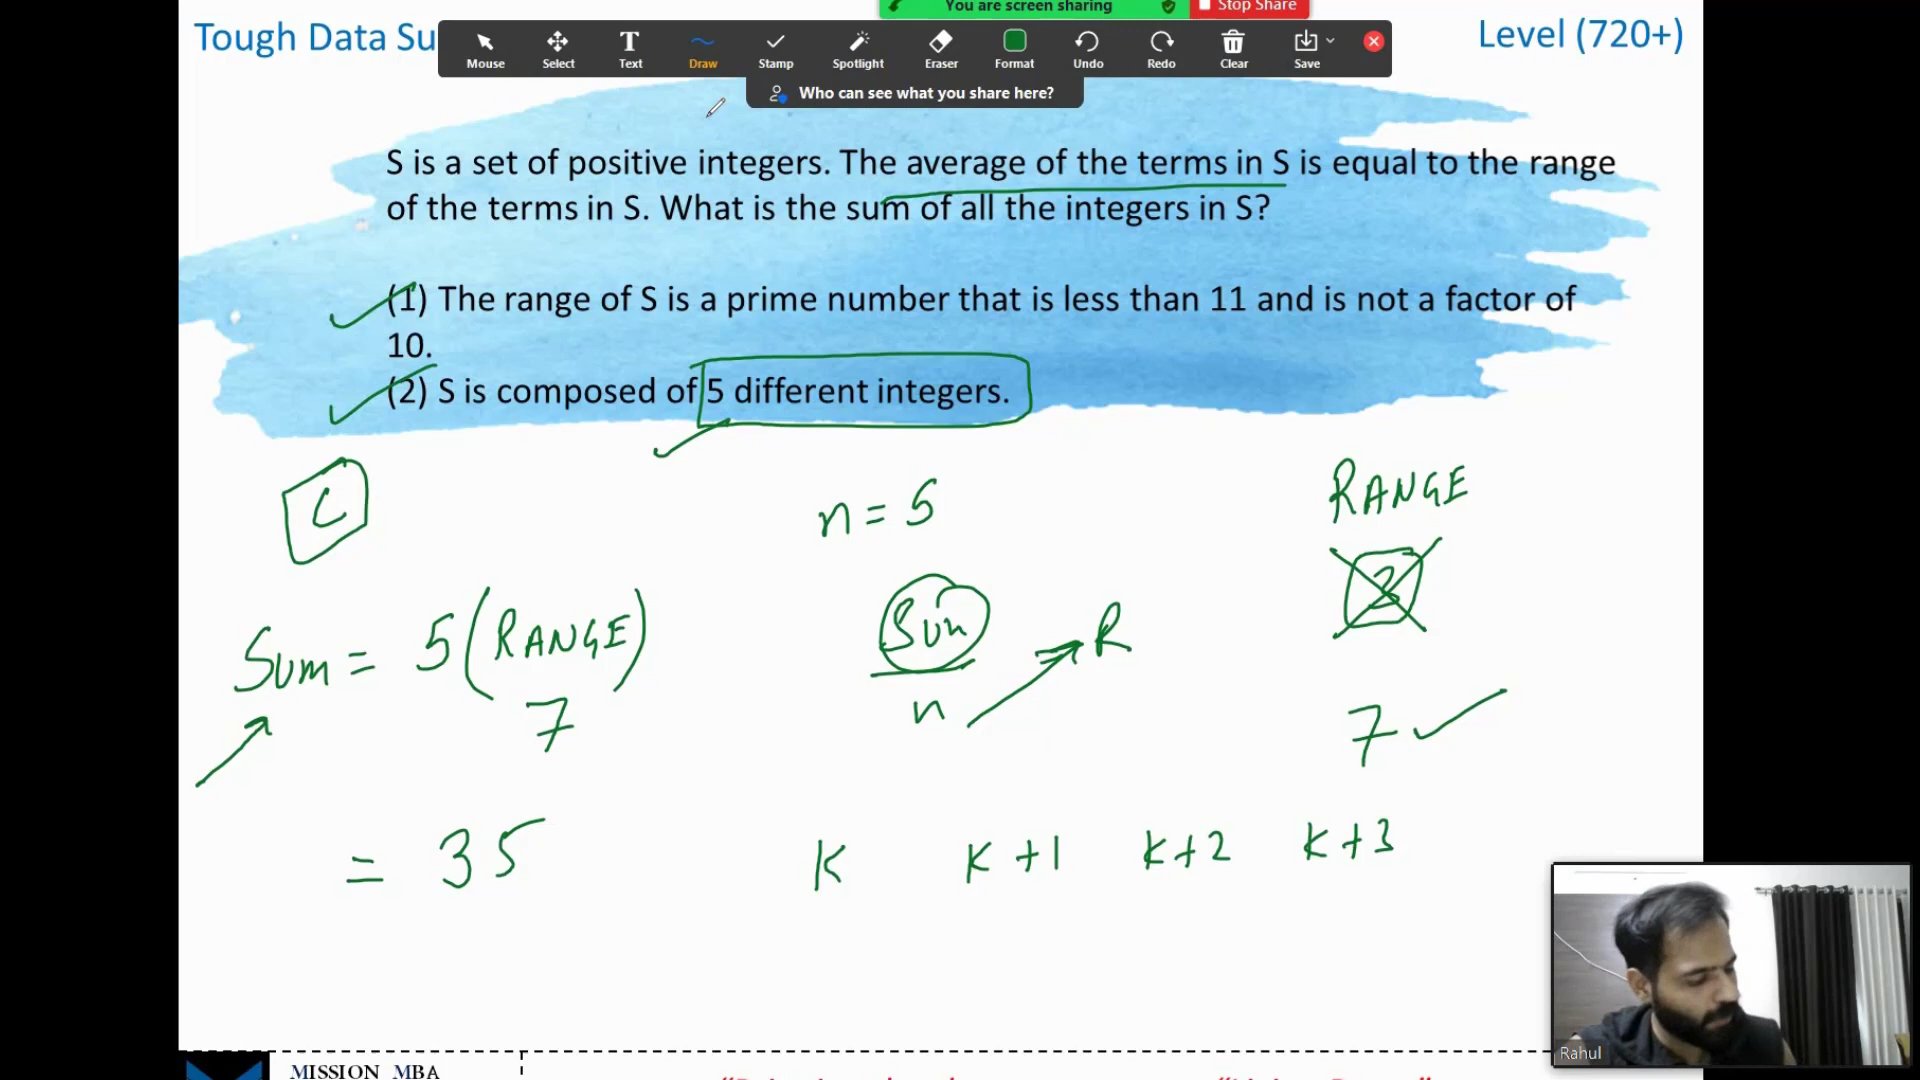 You are screen sharing
Stop Share
Tough Data Su
Level (720+)
Mouse Select Text Draw Stamp Spotlight Eraser Format Undo Redo Clear Save
Who can see what you share here?
S is a set of positive integers. The average of the terms in S is equal to the range
of the terms in S. What is the sum of all the integers in S?
(1) The range of S is a prime number that is less than 11 and is not a factor of
10.
(2) S is composed of 5 different integers.
C
n = 5
RANGE
3
Sum = 5 (RANGE)
Sum
n
R
7
7
= 35
K K+1 K+2 K+3
Rahul
MISSION MBA